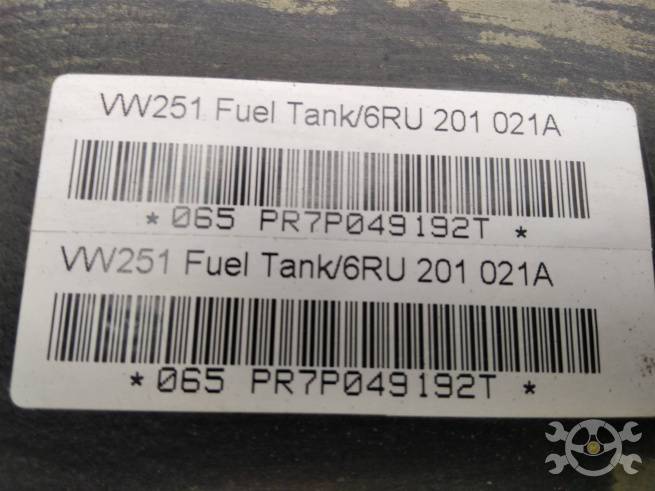 VW251 Fuel Tank/6RU 201 021A
*065 PR7P049192T *
VW251 Fuel Tank/6RU 201 021A
*065 PR7P049192T *